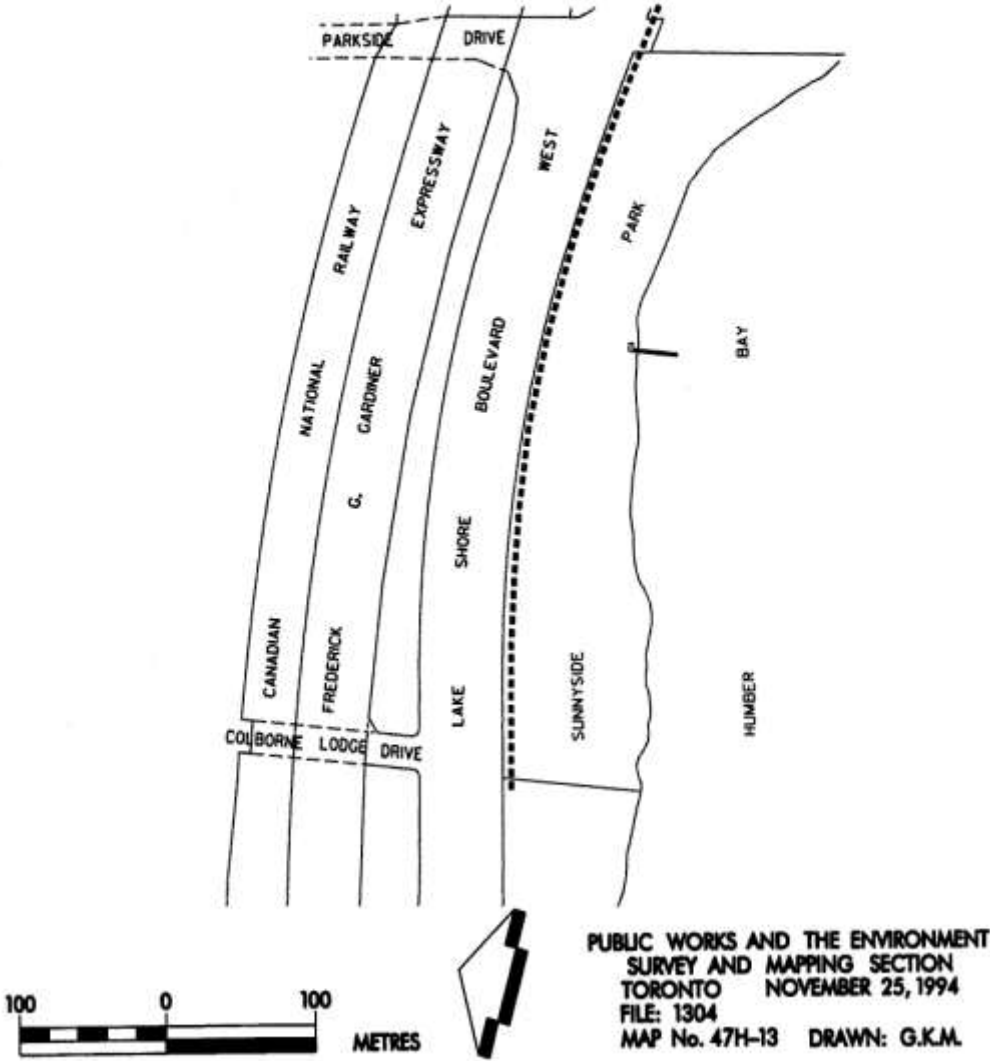 PARKSIDE DRIVE
CANADIAN NATIONAL RAILWAY
FREDERICK G. GARDINER EXPRESSWAY
LAKE SHORE BOULEVARD WEST
SUNNYSIDE PARK
HUMBER BAY
COLBORNE LODGE DRIVE
100 0 100
METRES
PUBLIC WORKS AND THE ENVIRONMENT
SURVEY AND MAPPING SECTION
TORONTO NOVEMBER 25, 1994
FILE: 1304
MAP No. 47H-13 DRAWN: G.K.M.